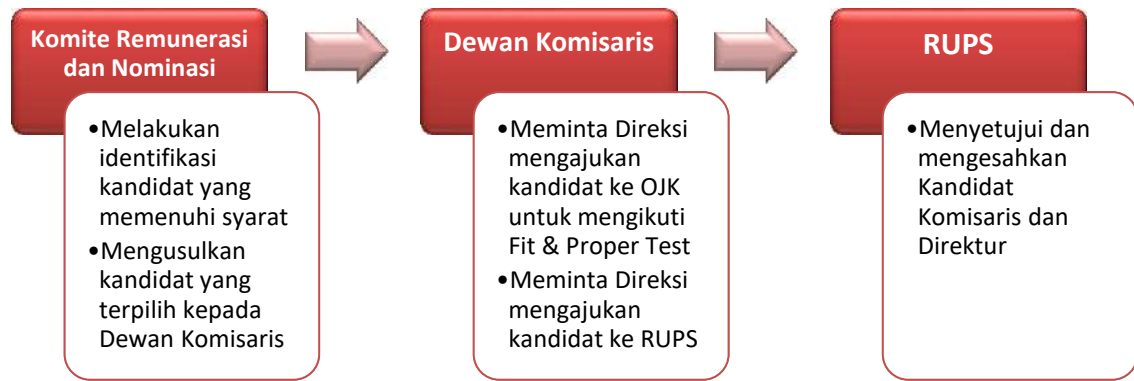 Komite Remunerasi
dan Nominasi
•Melakukan
identifikasi
kandidat yang
memenuhi syarat
•Mengusulkan
kandidat yang
terpilih kepada
Dewan Komisaris
Dewan Komisaris
•Meminta Direksi
mengajukan
kandidat ke OJK
untuk mengikuti
Fit & Proper Test
•Meminta Direksi
mengajukan
kandidat ke RUPS
RUPS
•Menyetujui dan
mengesahkan
Kandidat
Komisaris dan
Direktur